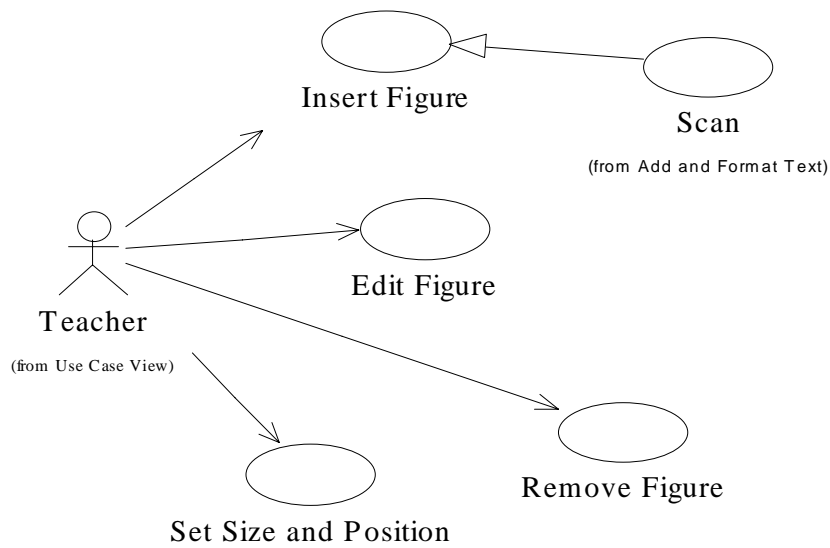 Insert Figure
Scan
(from Add and Format Text)
Edit Figure
Teacher
(from Use Case View)
Remove Figure
Set Size and Position